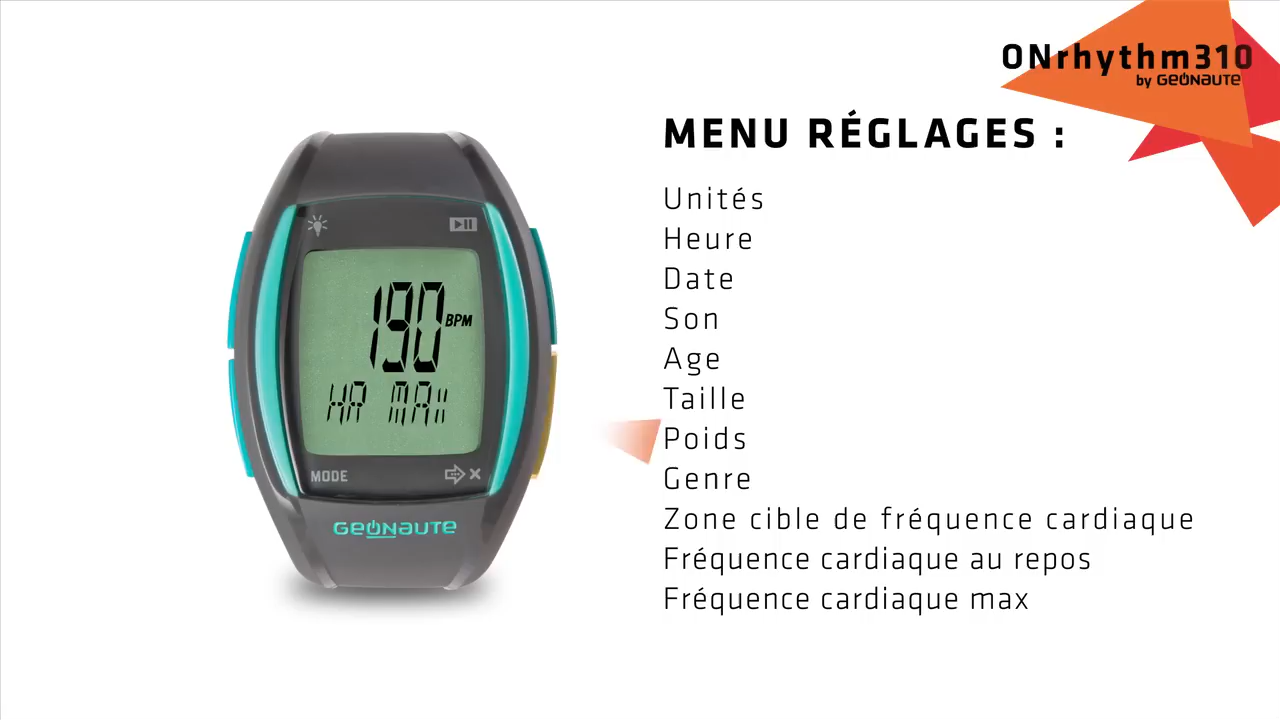 ONrhythm310
by GEONAUTE
MENU RÉGLAGES :
Unités
Heure
Date
Son
Age
Taille
Poids
Genre
Zone cible de fréquence cardiaque
Fréquence cardiaque au repos
Fréquence cardiaque max
190 BPM
HR MAX
MODE
GEONAUTE